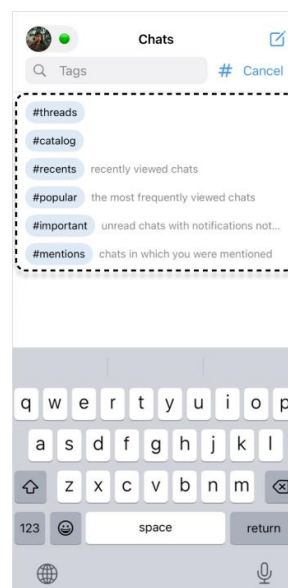 Chats
Tags # Cancel
#threads
#catalog
#recents recently viewed chats
#popular the most frequently viewed chats
#important unread chats with notifications not...
#mentions chats in which you were mentioned
q w e r t y u i o p
a s d f g h j k l
z x c v b n m
123 space return